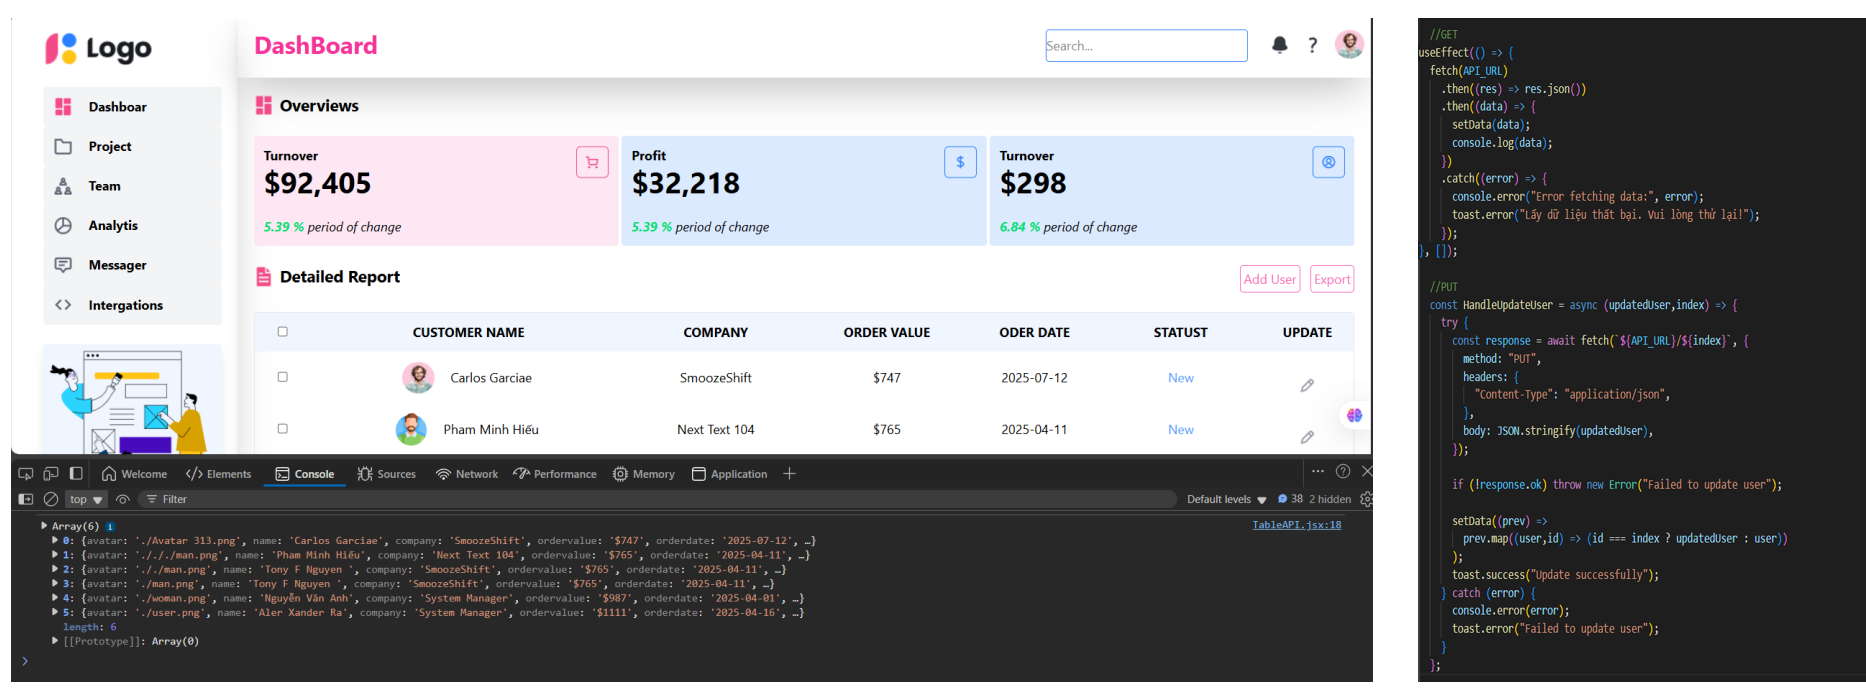 Logo
DashBoard
Search...
?
Dashboar
Project
Team
Analytis
Messager
Intergations
Overviews
Turnover
$92,405
5.39 % period of change
Profit
$
$32,218
5.39 % period of change
Turnover
$298
6.84 % period of change
Detailed Report
Add User
Export
CUSTOMER NAME COMPANY ORDER VALUE ODER DATE STATUST UPDATE
Carlos Garciae SmoozeShift $747 2025-07-12 New
Pham Minh Hiếu Next Text 104 $765 2025-04-11 New
Welcome </> Elements Console Sources Network Performance Memory Application
top Filter Default levels 38 2 hidden
Array(6) i TableAPI.jsx:18
0: {avatar: './Avatar 313.png', name: 'Carlos Garciae', company: 'SmoozeShift', ordervalue: '$747', orderdate: '2025-07-12', …}
1: {avatar: './././man.png', name: 'Pham Minh Hiếu', company: 'Next Text 104', ordervalue: '$765', orderdate: '2025-04-11', …}
2: {avatar: '././man.png', name: 'Tony F Nguyen ', company: 'SmoozeShift', ordervalue: '$765', orderdate: '2025-04-11', …}
3: {avatar: './man.png', name: 'Tony F Nguyen ', company: 'SmoozeShift', ordervalue: '$765', orderdate: '2025-04-11', …}
4: {avatar: './woman.png', name: 'Nguyễn Vân Anh', company: 'System Manager', ordervalue: '$987', orderdate: '2025-04-01', …}
5: {avatar: './user.png', name: 'Aler Xander Ra', company: 'System Manager', ordervalue: '$1111', orderdate: '2025-04-16', …}
length: 6
[[Prototype]]: Array(0)
//GET
useEffect(() => {
fetch(API_URL)
.then((res) => res.json())
.then((data) => {
setData(data);
console.log(data);
})
.catch((error) => {
console.error("Error fetching data:", error);
toast.error("Lấy dữ liệu thất bại. Vui lòng thử lại!");
});
}, []);
//PUT
const HandleUpdateUser = async (updatedUser,index) => {
try {
const response = await fetch(`${API_URL}/${index}`, {
method: "PUT",
headers: {
"Content-Type": "application/json",
},
body: JSON.stringify(updatedUser),
});
if (!response.ok) throw new Error("Failed to update user");
setData((prev) =>
prev.map((user,id) => (id === index ? updatedUser : user))
);
toast.success("Update successfully");
} catch (error) {
console.error(error);
toast.error("Failed to update user");
}
};